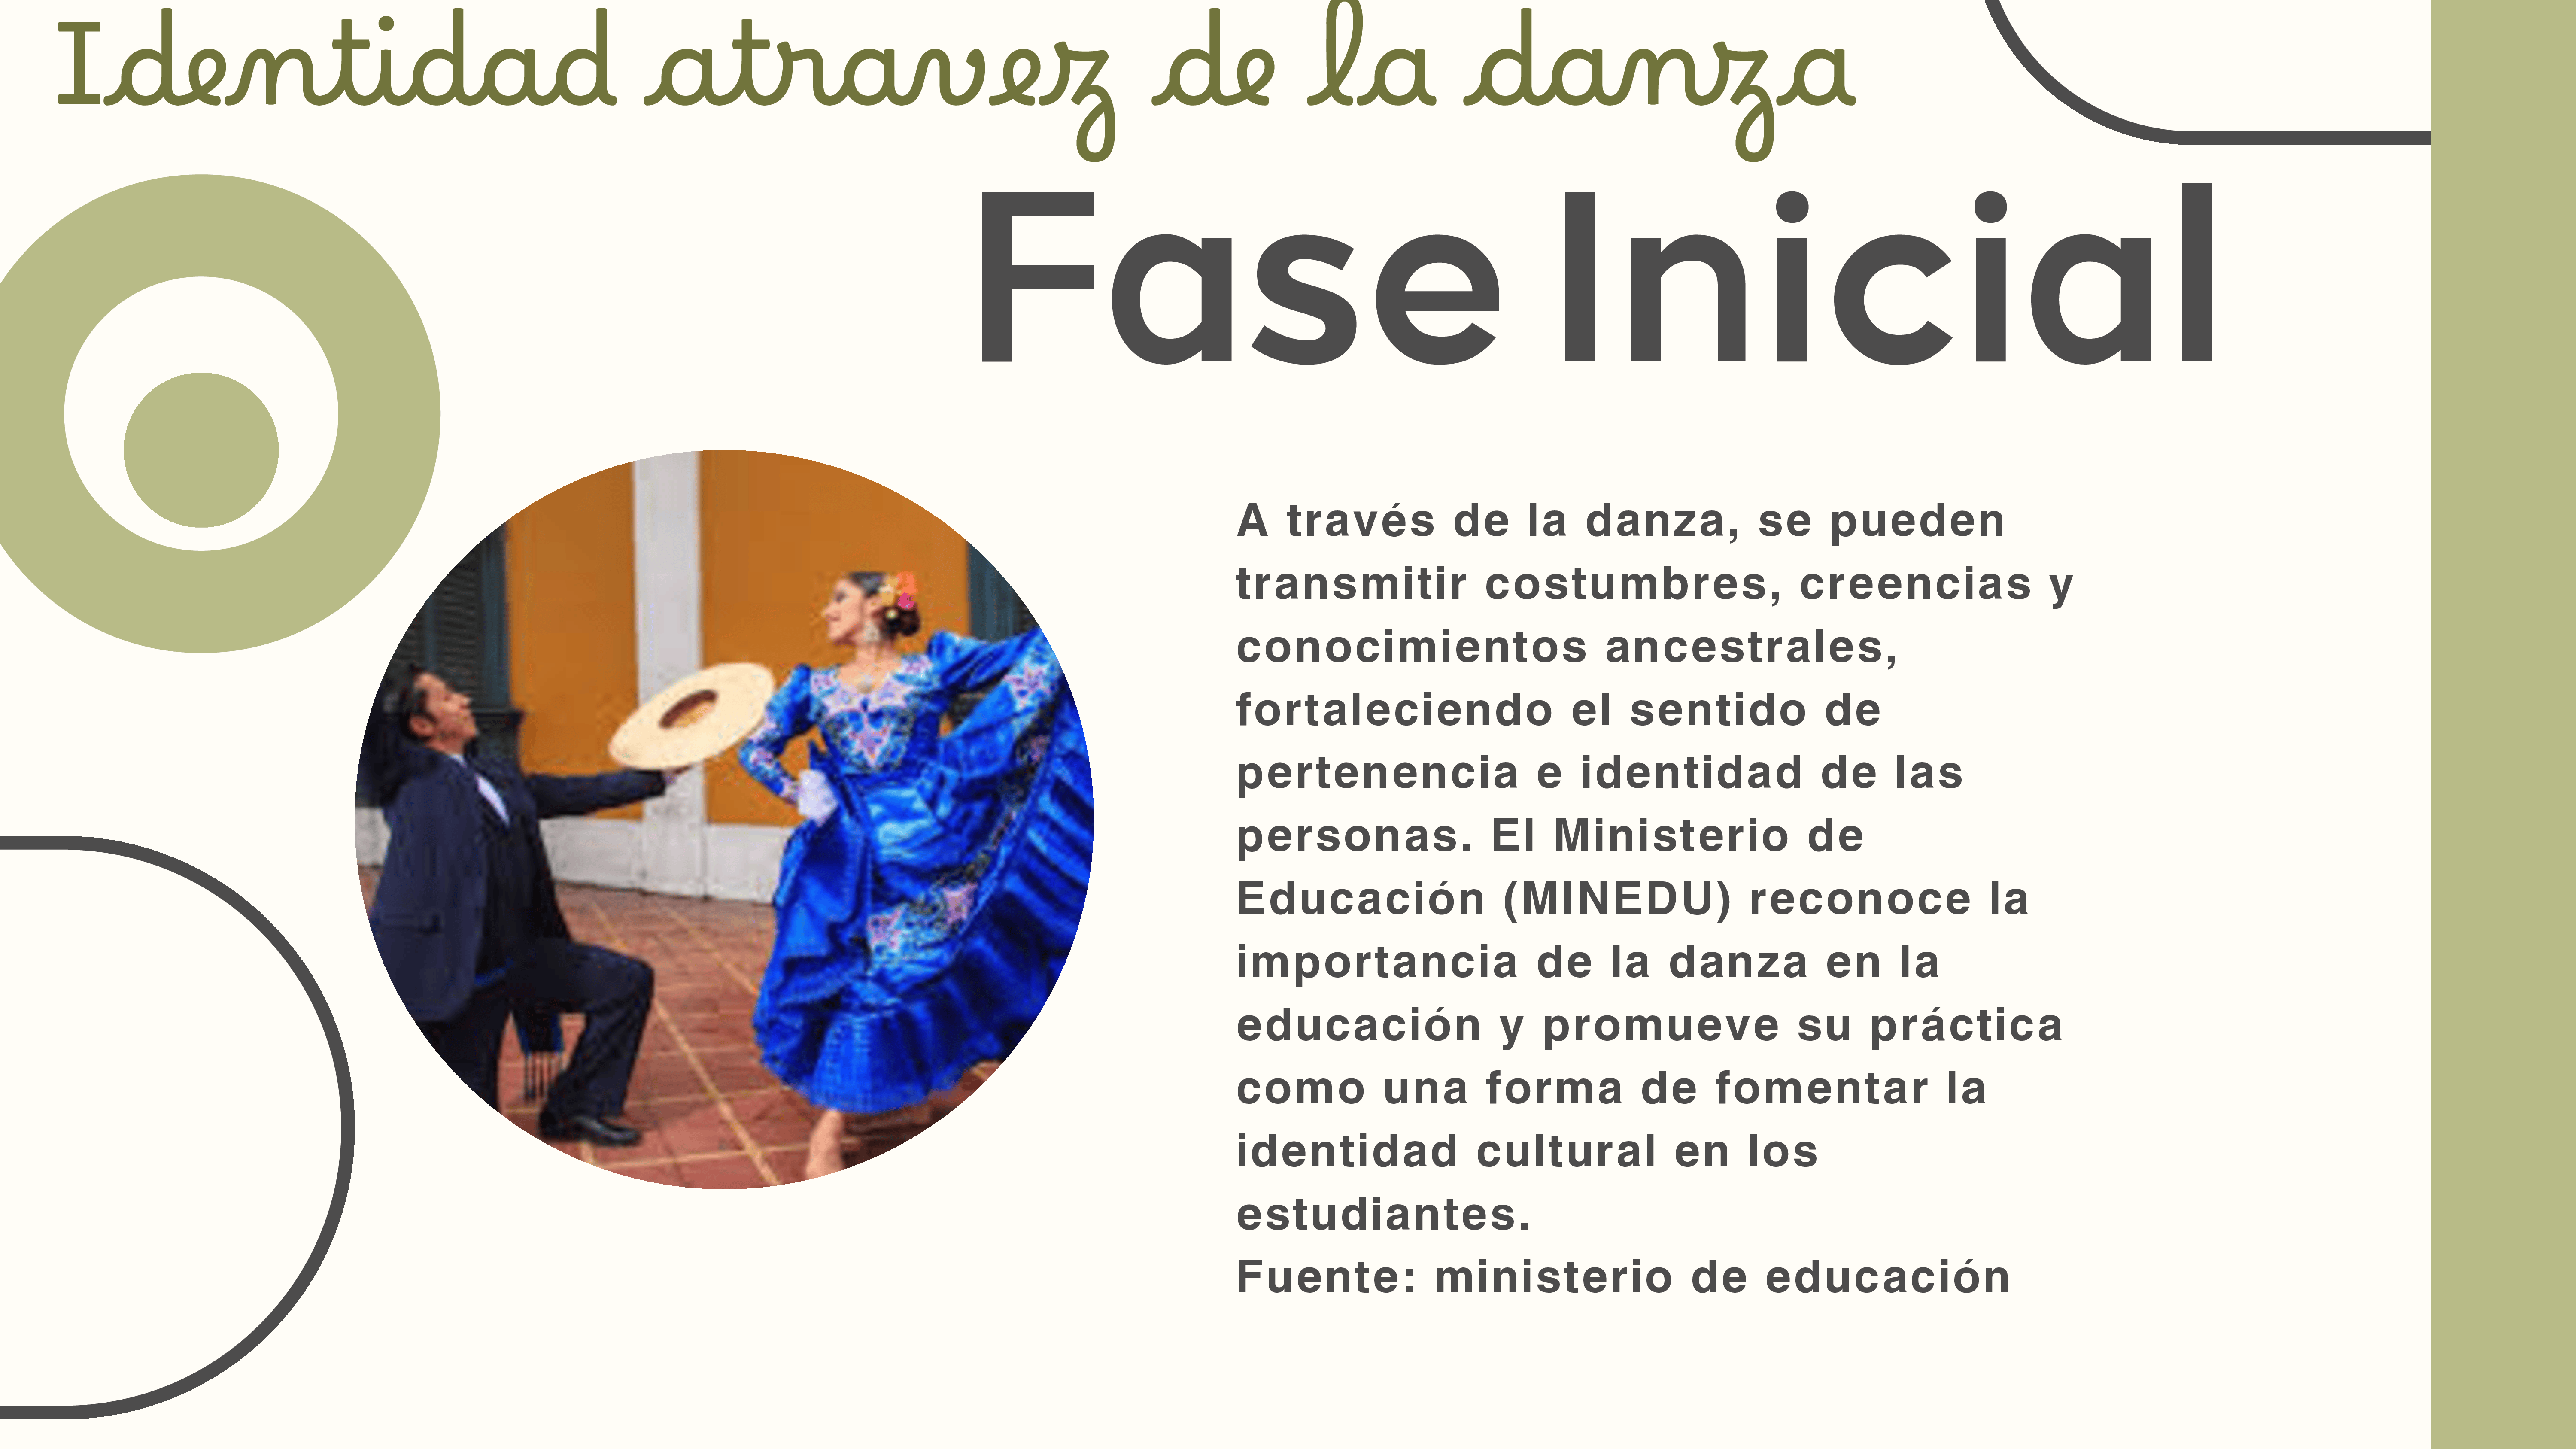 Identidad atravez de la danza
Fase Inicial
A través de la danza, se pueden
transmitir costumbres, creencias y
conocimientos ancestrales,
fortaleciendo el sentido de
pertenencia e identidad de las
personas. El Ministerio de
Educación (MINEDU) reconoce la
importancia de la danza en la
educación y promueve su práctica
como una forma de fomentar la
identidad cultural en los
estudiantes.
Fuente: ministerio de educación